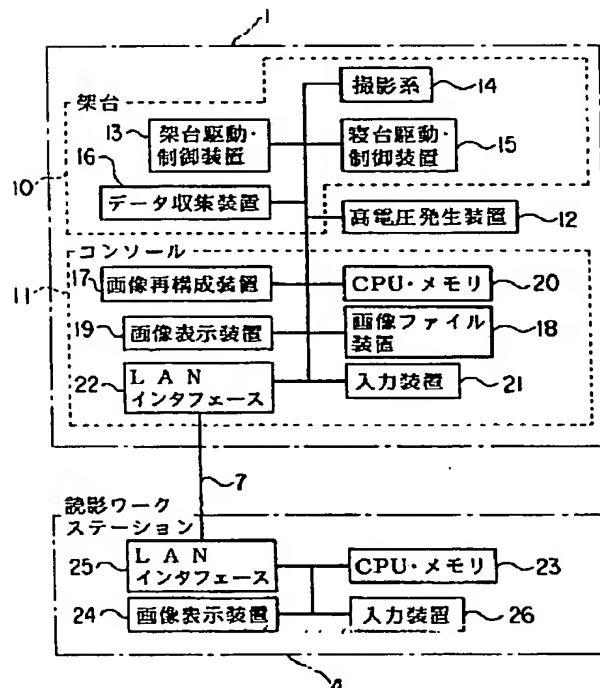 1
架台
撮影系
14
13
架台駆動・
制御装置
寝台駆動・
制御装置
15
16
10
データ収集装置
高電圧発生装置
12
コンソール
11
17
画像再構成装置
CPU・メモリ
20
19
画像表示装置
画像ファイル
装置
18
22
LAN
インタフェース
入力装置
21
7
読影ワーク
ステーション
25
LAN
インタフェース
CPU・メモリ
23
24
画像表示装置
入力装置
26